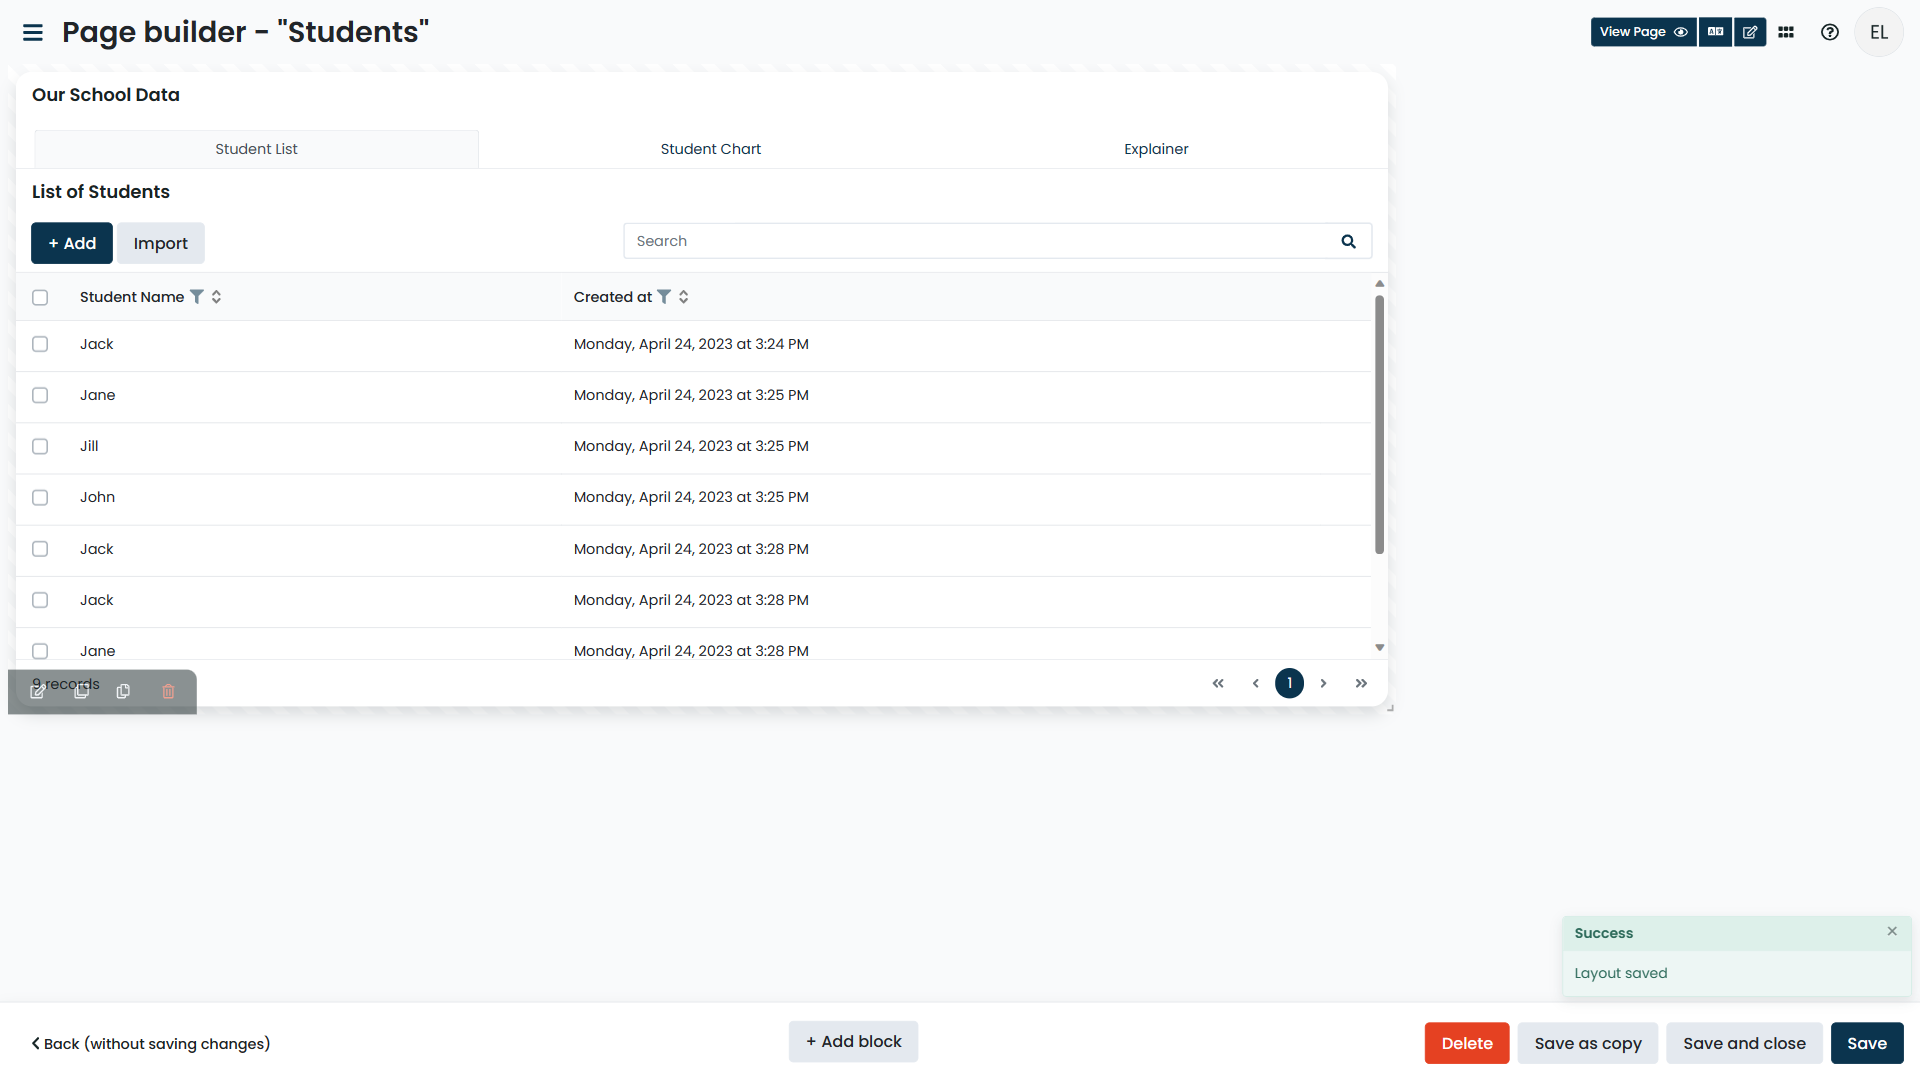 Page builder - "Students"
View Page
EL
Our School Data
Student List
Student Chart
Explainer
List of Students
+ Add
Import
Search
Student Name
Created at
Jack
Monday, April 24, 2023 at 3:24 PM
Jane
Monday, April 24, 2023 at 3:25 PM
Jill
Monday, April 24, 2023 at 3:25 PM
John
Monday, April 24, 2023 at 3:25 PM
Jack
Monday, April 24, 2023 at 3:28 PM
Jack
Monday, April 24, 2023 at 3:28 PM
Jane
Monday, April 24, 2023 at 3:28 PM
9 records
1
Success
Layout saved
Back (without saving changes)
+ Add block
Delete
Save as copy
Save and close
Save